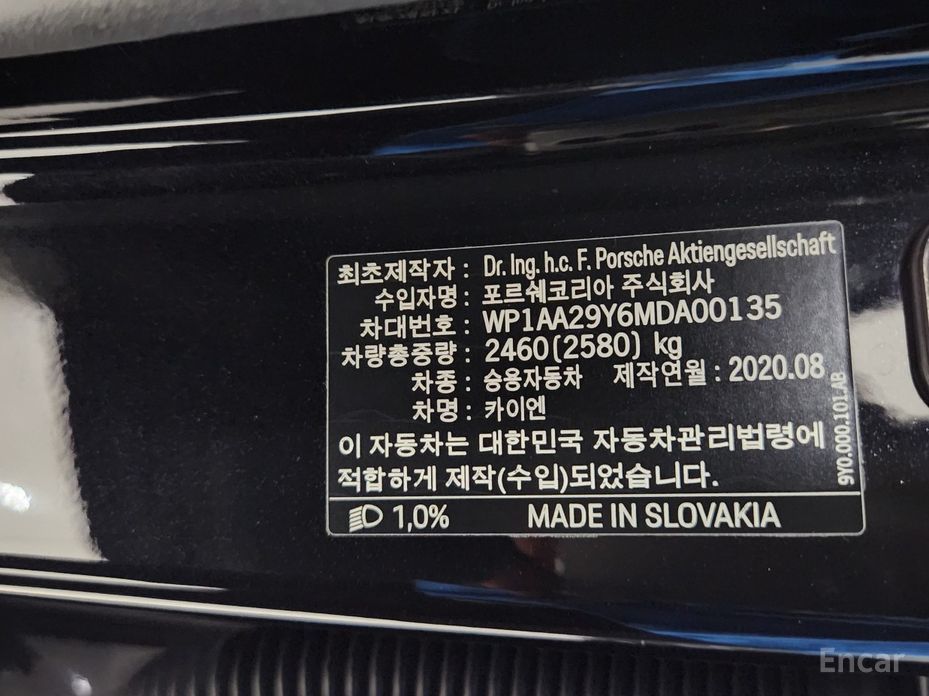 최초제작자 : Dr. Ing. h.c. F. Porsche Aktiengesellschaft
수입자명 : 포르쉐코리아 주식회사
차대번호 : WP1AA29Y6MDA00135
차량총중량 : 2460(2580) kg
차종 : 승용자동차 제작연월 : 2020.08
차명 : 카이엔
이 자동차는 대한민국 자동차관리법령에
적합하게 제작(수입)되었습니다.
9Y0.000.101.AB
1,0% MADE IN SLOVAKIA
Encar